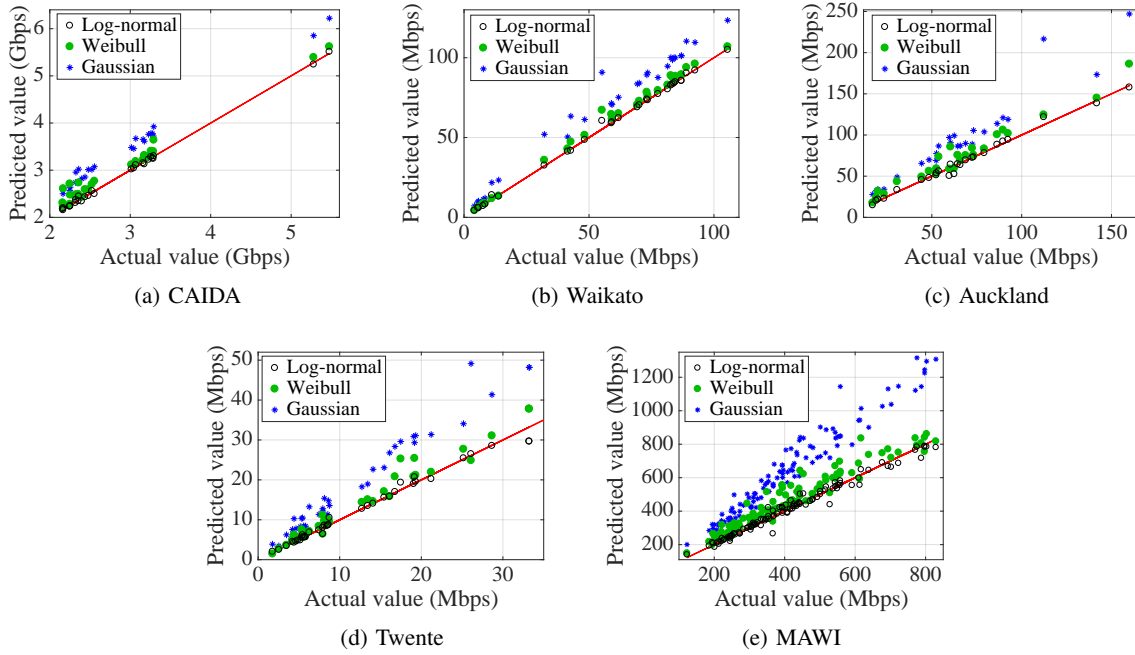 Predicted value (Gbps)
6
5
4
3
2
Log-normal
Weibull
Gaussian
2
3
4
5
Actual value (Gbps)
(a) CAIDA
Predicted value (Mbps)
100
50
0
Log-normal
Weibull
Gaussian
0
20
40
60
80
100
Actual value (Mbps)
(b) Waikato
Predicted value (Mbps)
250
200
150
100
50
0
Log-normal
Weibull
Gaussian
50
100
150
Actual value (Mbps)
(c) Auckland
Predicted value (Mbps)
50
40
30
20
10
0
Log-normal
Weibull
Gaussian
0
10
20
30
Actual value (Mbps)
(d) Twente
Predicted value (Mbps)
1200
1000
800
600
400
200
Log-normal
Weibull
Gaussian
200
400
600
800
Actual value (Mbps)
(e) MAWI